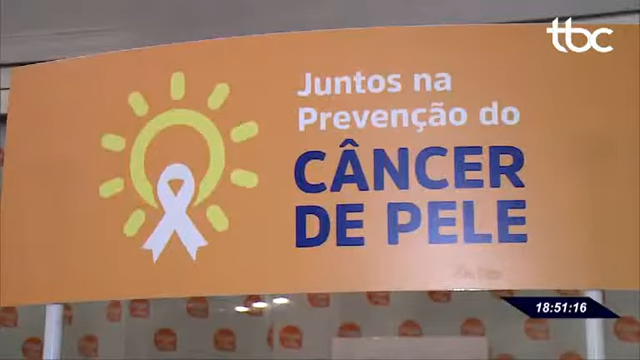 tbc
Juntos na
Prevenção do
CÂNCER
DE PELE
18:51:16